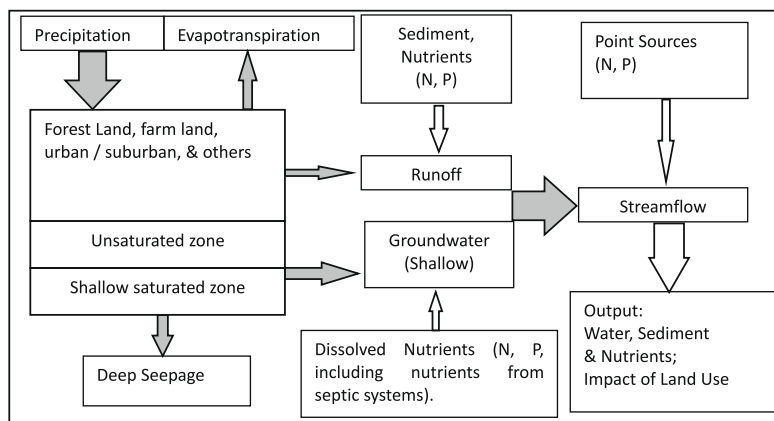 Precipitation
Evapotranspiration
Sediment,
Nutrients
(N, P)
Point Sources
(N, P)
Forest Land, farm land,
urban / suburban, & others
Runoff
Streamflow
Unsaturated zone
Groundwater
(Shallow)
Shallow saturated zone
Output:
Water, Sediment
& Nutrients;
Impact of Land Use
Deep Seepage
Dissolved Nutrients (N, P,
including nutrients from
septic systems).